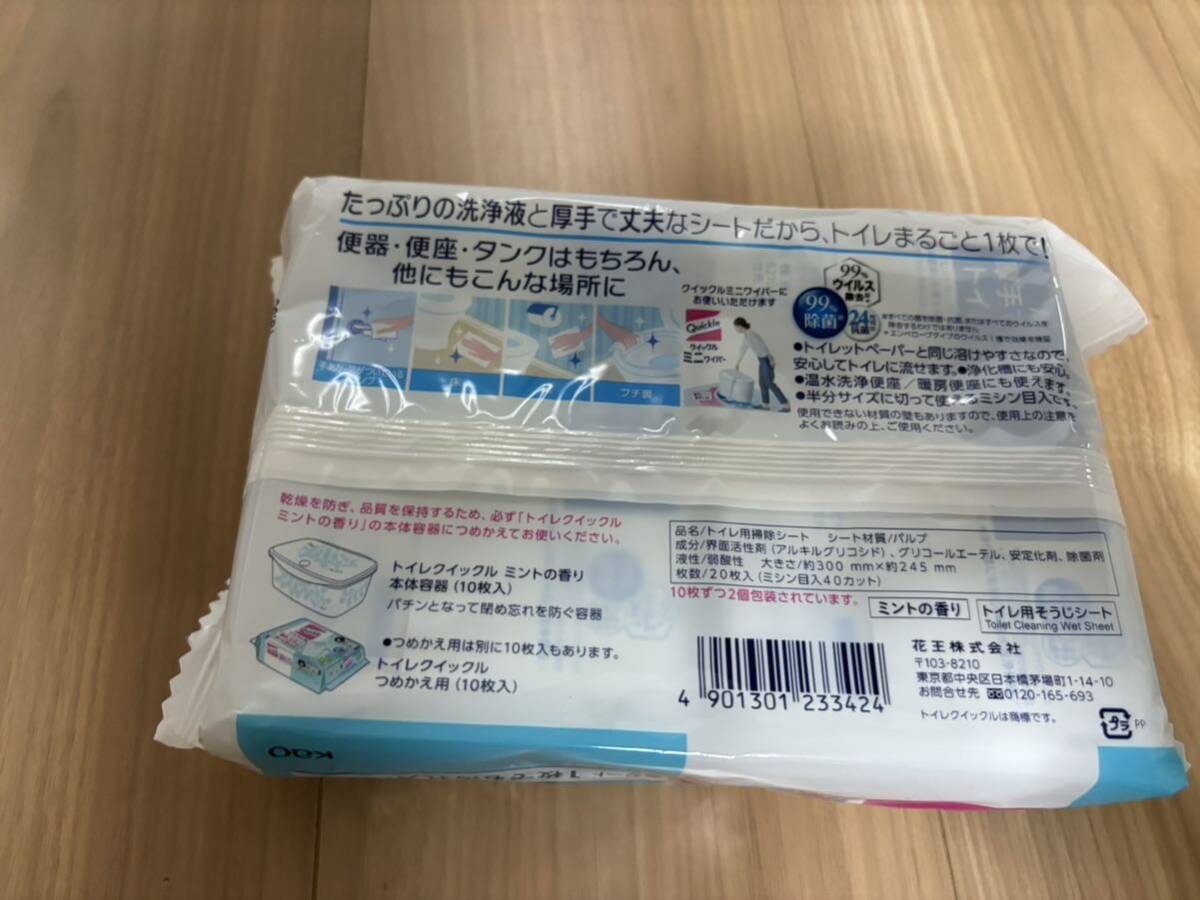 たっぷりの洗浄液と厚手で丈夫なシートだから、トイレまるごと1枚で!
便器・便座・タンクはもちろん、
他にもこんな場所に
フチ裏
クイックルミニワイパーに
お使いいただけます
Quickle
クイックル
ミニワイパー
99%
ウイルス
除去
99%
除菌
24
●トイレットペーパーと同じ溶けやすさなので、
安心してトイレに流せます。●浄化槽にも安心。
●温水洗浄便座/暖房便座にも使えます。
●半分サイズに切って使えるミシン目入です。
使用できない材質の壁もありますので、使用上の注意を
よくお読みの上、ご使用ください。
乾燥を防ぎ、品質を保持するため、必ず「トイレクイックル
ミントの香り」の本体容器につめかえてお使いください。
トイレクイックル ミントの香り
本体容器(10枚入)
パチンとなって閉め忘れを防ぐ容器
●つめかえ用は別に10枚入もあります。
トイレクイックル
つめかえ用(10枚入)
品名/トイレ用掃除シート シート材質/パルプ
成分/界面活性剤(アルキルグリコシド)、グリコールエーテル、安定化剤、除菌剤
液性/弱酸性 大きさ/約300 mm×約245 mm
枚数/20枚入(ミシン目入40カット)
10枚ずつ2個包装されています。
ミントの香り
トイレ用そうじシート
Toilet Cleaning Wet Sheet
4 901301 233424
花王株式会社
〒103-8210
東京都中央区日本橋茅場町1-14-10
お問合せ先 0120-165-693
トイレクイックルは商標です。
プラ
PP
kao